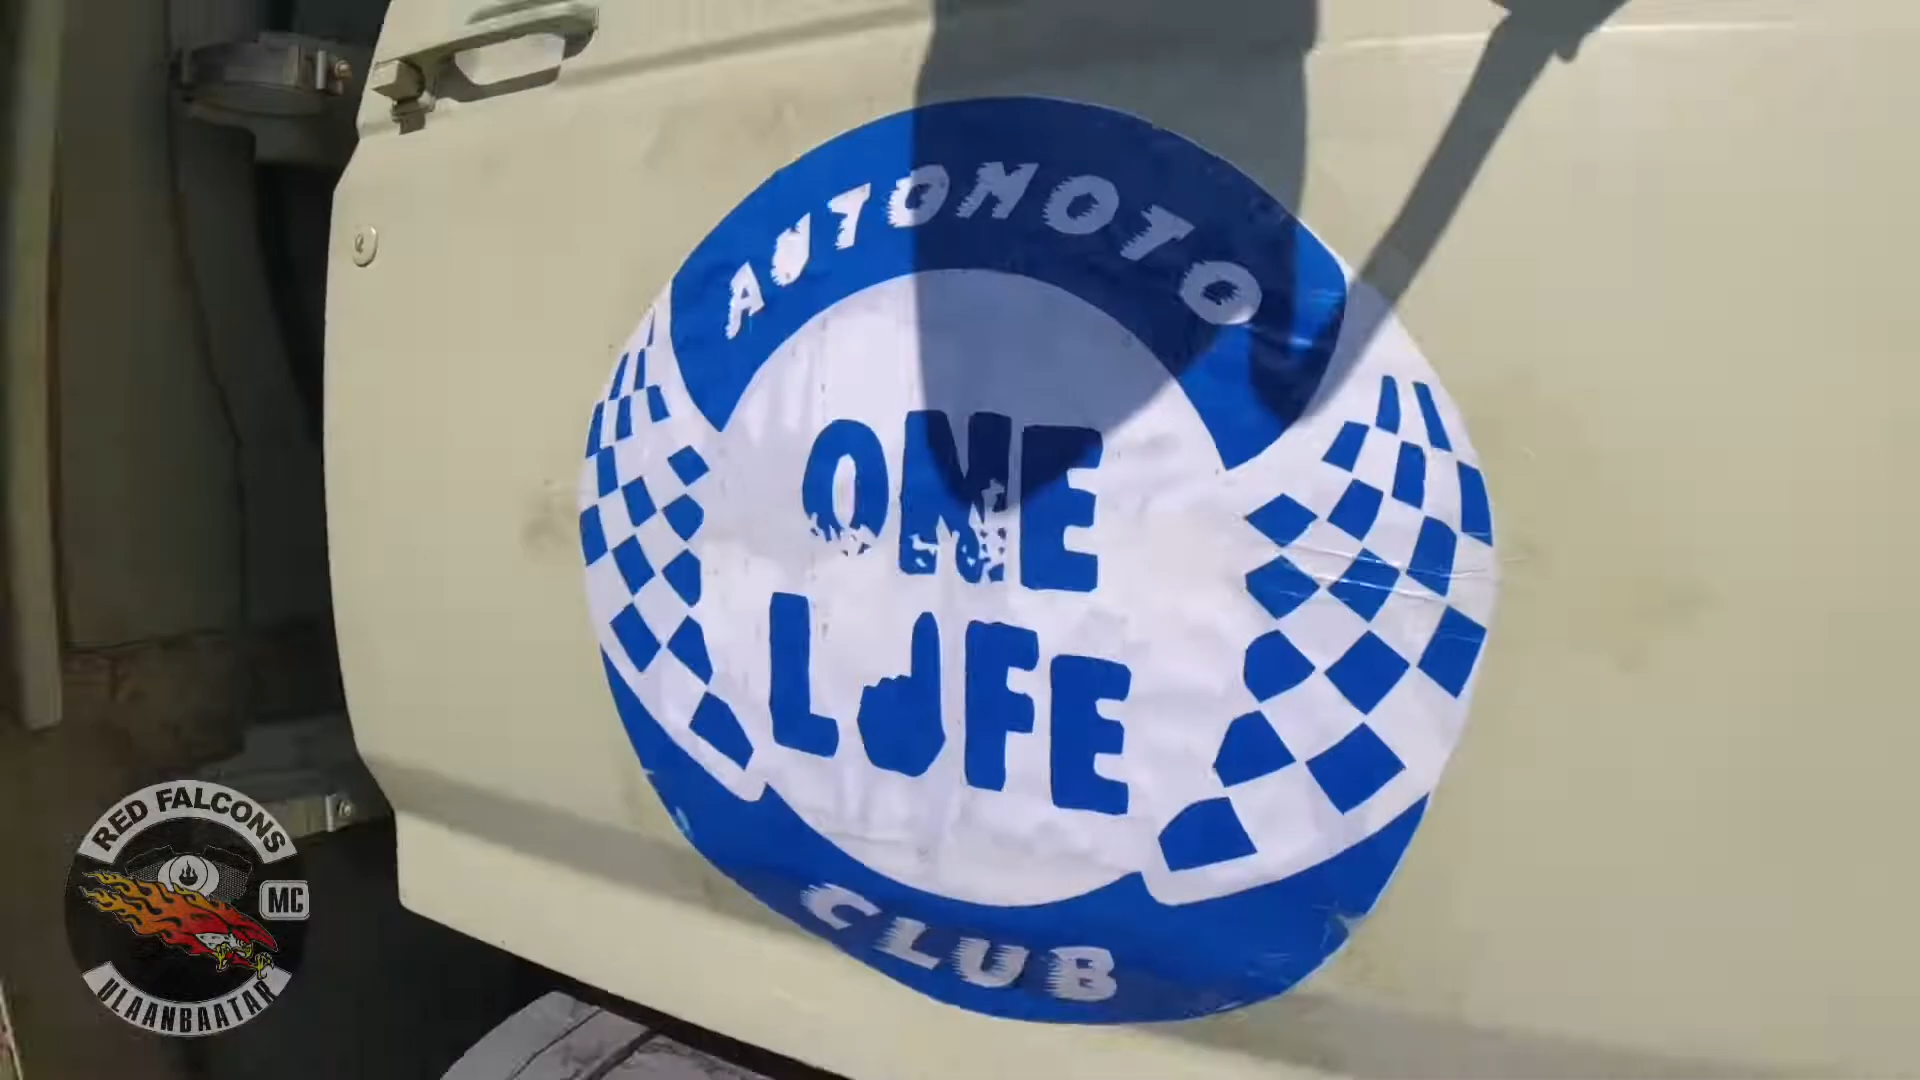 AUTOMOTO
ONE
LIFE
CLUB
RED FALCONS
MC
ULAANBAATAR